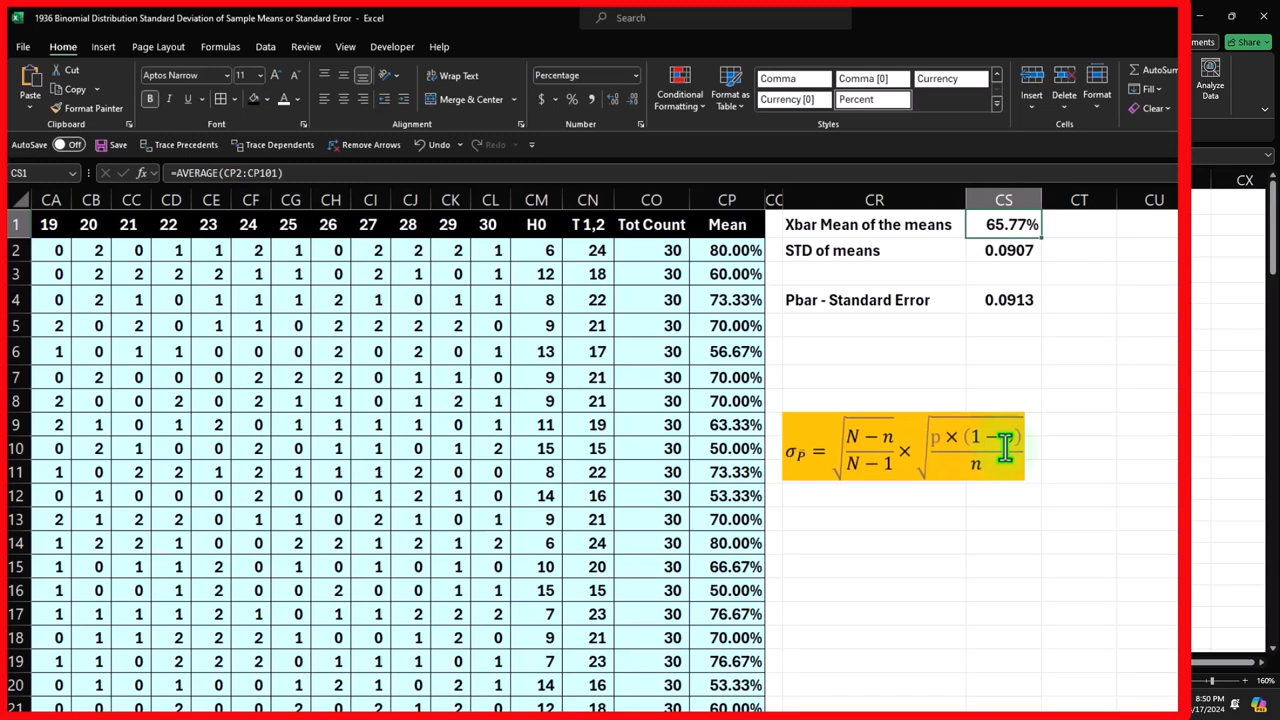 1936 Binomial Distribution Standard Deviation of Sample Means or Standard Error - Excel
Search
File Home Insert Page Layout Formulas Data Review View Developer Help
ments Share
Paste Cut Copy Format Painter Clipboard
Aptos Narrow 11 A A B I U A Font
Wrap Text Merge & Center Alignment
Percentage $ % , Number
Conditional Formatting Format as Table
Comma Comma [0] Currency
Currency [0] Percent
Styles
Insert Delete Format Cells
AutoSum Fill Clear
Analyze Data
AutoSave Off Save Trace Precedents Trace Dependents Remove Arrows Undo Redo
CS1 fx =AVERAGE(CP2:CP101)
CA CB CC CD CE CF CG CH CI CJ CK CL CM CN CO CP CR CS CT CU CX
1 19 20 21 22 23 24 25 26 27 28 29 30 H0 T 1,2 Tot Count Mean Xbar Mean of the means 65.77%
2 0 2 0 1 1 2 1 0 2 2 2 1 6 24 30 80.00% STD of means 0.0907
3 0 2 2 2 2 1 1 0 2 1 0 1 12 18 30 60.00%
4 0 2 1 0 1 1 1 2 1 0 1 1 8 22 30 73.33% Pbar - Standard Error 0.0913
5 2 0 2 0 1 1 0 2 2 2 2 0 9 21 30 70.00%
6 1 0 1 1 0 0 0 2 0 2 0 1 13 17 30 56.67%
7 0 2 0 0 0 2 2 2 0 1 1 0 9 21 30 70.00%
8 2 0 0 2 0 2 1 1 0 1 2 1 9 21 30 70.00%
9 2 1 0 2 1 2 0 1 1 0 0 1 11 19 30 63.33%
10 0 2 1 0 0 1 1 0 0 0 1 2 15 15 30 50.00%
11 0 0 2 1 2 2 1 1 1 0 1 0 8 22 30 73.33%
12 0 1 0 0 0 0 2 0 1 2 1 0 14 16 30 53.33%
13 2 1 2 2 0 1 1 0 2 1 0 1 9 21 30 70.00%
14 1 2 2 1 0 0 2 2 1 2 1 2 6 24 30 80.00%
15 1 0 1 1 2 0 1 0 1 1 0 0 10 20 30 66.67%
16 1 0 0 1 2 0 0 2 0 2 0 1 15 15 30 50.00%
17 1 1 1 1 2 1 0 1 1 2 2 2 7 23 30 76.67%
18 0 1 1 2 2 2 1 0 0 1 2 0 9 21 30 70.00%
19 1 1 0 2 2 2 0 1 1 1 0 1 7 23 30 76.67%
20 0 1 0 1 0 0 1 2 1 0 1 0 14 16 30 53.33%
21 60.00%
σP̄ = √((N − n)/(N − 1)) × √((p × (1 − )/n)
160%
8:50 PM
/17/2024